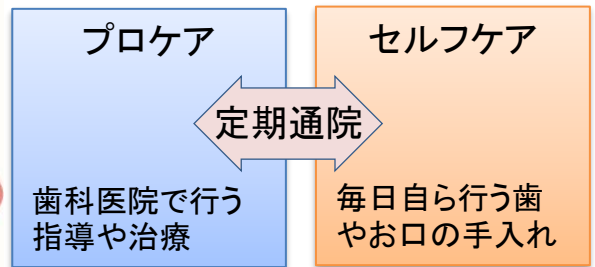 プロケア
セルフケア
定期通院
歯科医院で行う
指導や治療
毎日自ら行う歯
やお口の手入れ